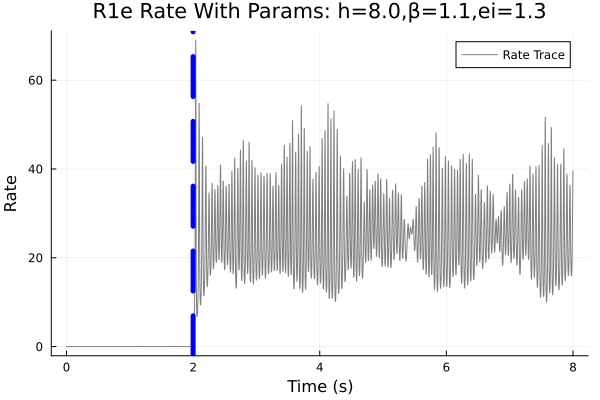 R1e Rate With Params: h=8.0,β=1.1,ei=1.3
Rate Trace
60
40
20
0
Rate
0 2 4 6 8
Time (s)